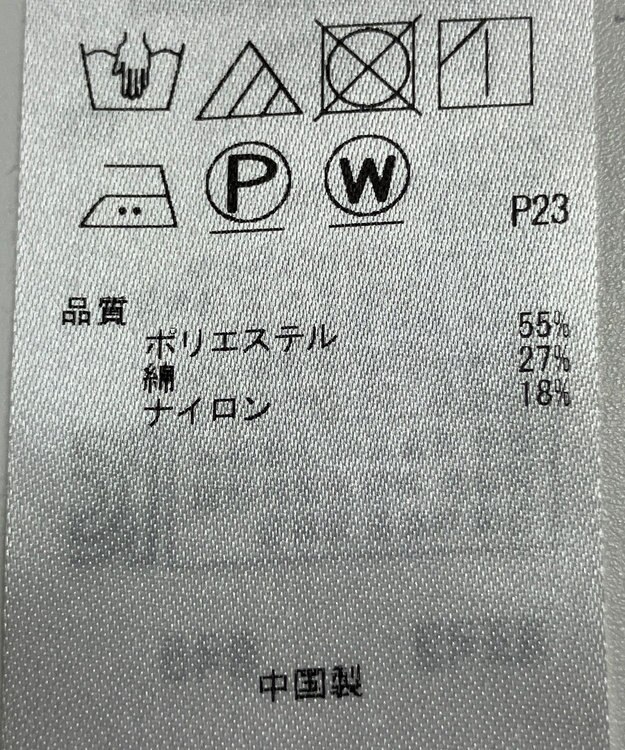 P W
P23
品質
ポリエステル 55%
綿 27%
ナイロン 18%
中国製